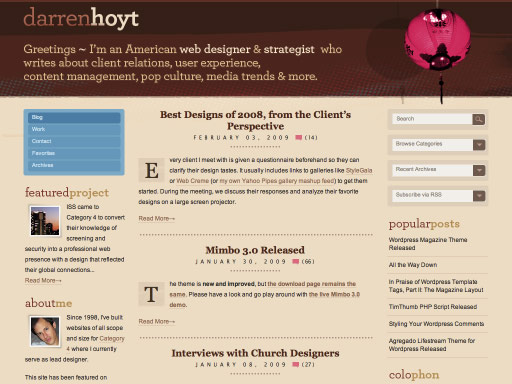 darrenhoyt
Greetings ~ I'm an American web designer & strategist who
writes about client relations, user experience,
content management, pop culture, media trends & more.
Blog
Work
Contact
Favorites
Archives
featuredproject
ISS came to
Category 4 to convert
their knowledge of
screening and
security into a professional web
presence with a design that reflected
their global connections...
Read More→
aboutme
Since 1998, I've built
websites of all scope
and size for Category
4 where I currently
serve as lead designer.
This site has been featured on
Best Designs of 2008, from the Client's
Perspective
FEBRUARY 03, 2009 (14)
Every client I meet with is given a questionnaire beforehand so they can
clarify their design tastes. It usually includes links to galleries like StyleGala
or Web Creme (or my own Yahoo Pipes gallery mashup feed) to get them
started. During the meeting, we discuss their responses and analyze their favorite
designs on a large screen projector.
Read More→
Mimbo 3.0 Released
JANUARY 30, 2009 (66)
The theme is new and improved, but the download page remains the
same. Please have a look and go play around with the live Mimbo 3.0
demo.
Read More→
Interviews with Church Designers
JANUARY 08, 2009 (27)
Search
Browse Categories
Recent Archives
Subscribe via RSS
popularposts
Wordpress Magazine Theme
Released
All the Way Down
In Praise of Wordpress Template
Tags, Part II: The Magazine Layout
TimThumb PHP Script Released
Styling Your Wordpress Comments
Agregado Lifestream Theme for
Wordpress Released
colophon